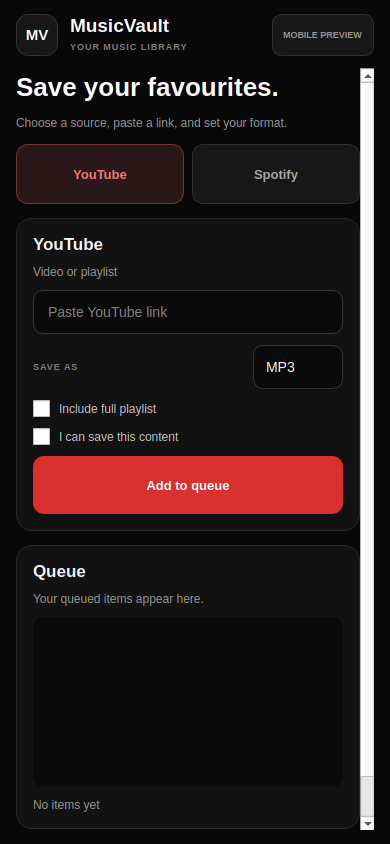 MV
MusicVault
YOUR MUSIC LIBRARY
MOBILE PREVIEW
Save your favourites.
Choose a source, paste a link, and set your format.
YouTube
Spotify
YouTube
Video or playlist
Paste YouTube link
SAVE AS
MP3
Include full playlist
I can save this content
Add to queue
Queue
Your queued items appear here.
No items yet